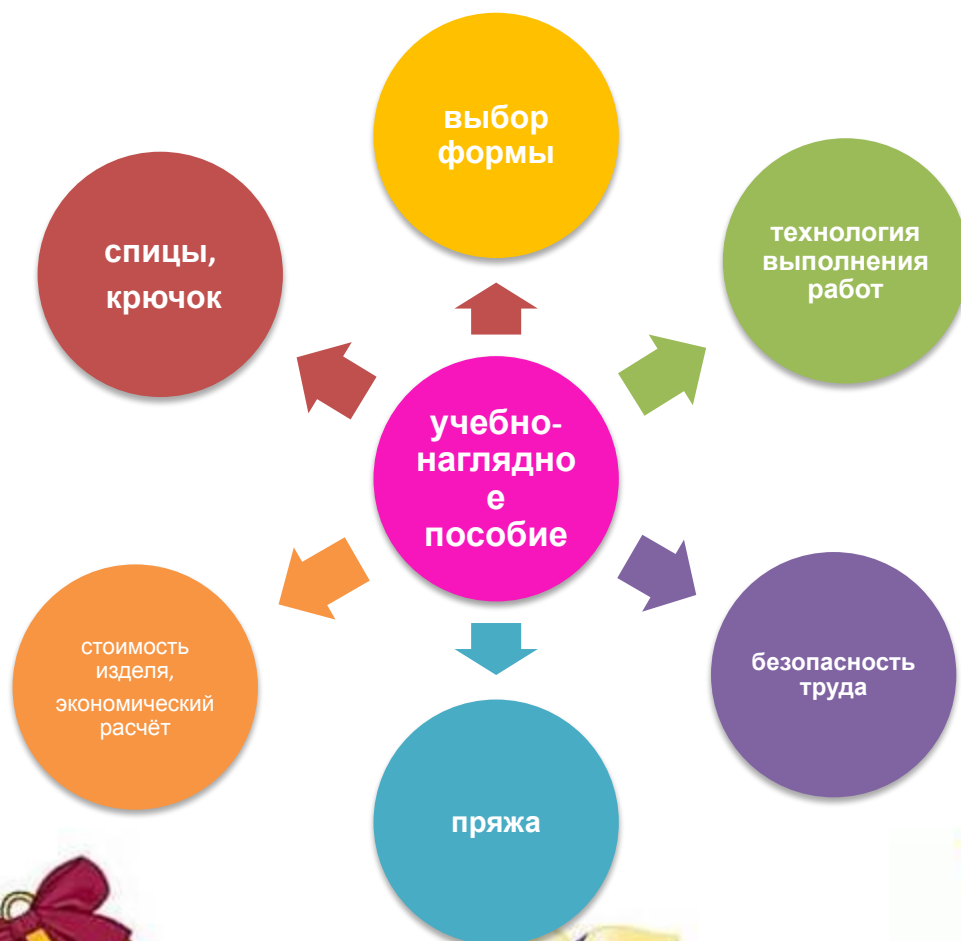 выбор
формы
спицы,
крючок
технология
выполнения
работ
учебно-
наглядно
е
пособие
стоимость
изделя,
экономический
расчёт
безопасность
труда
пряжа